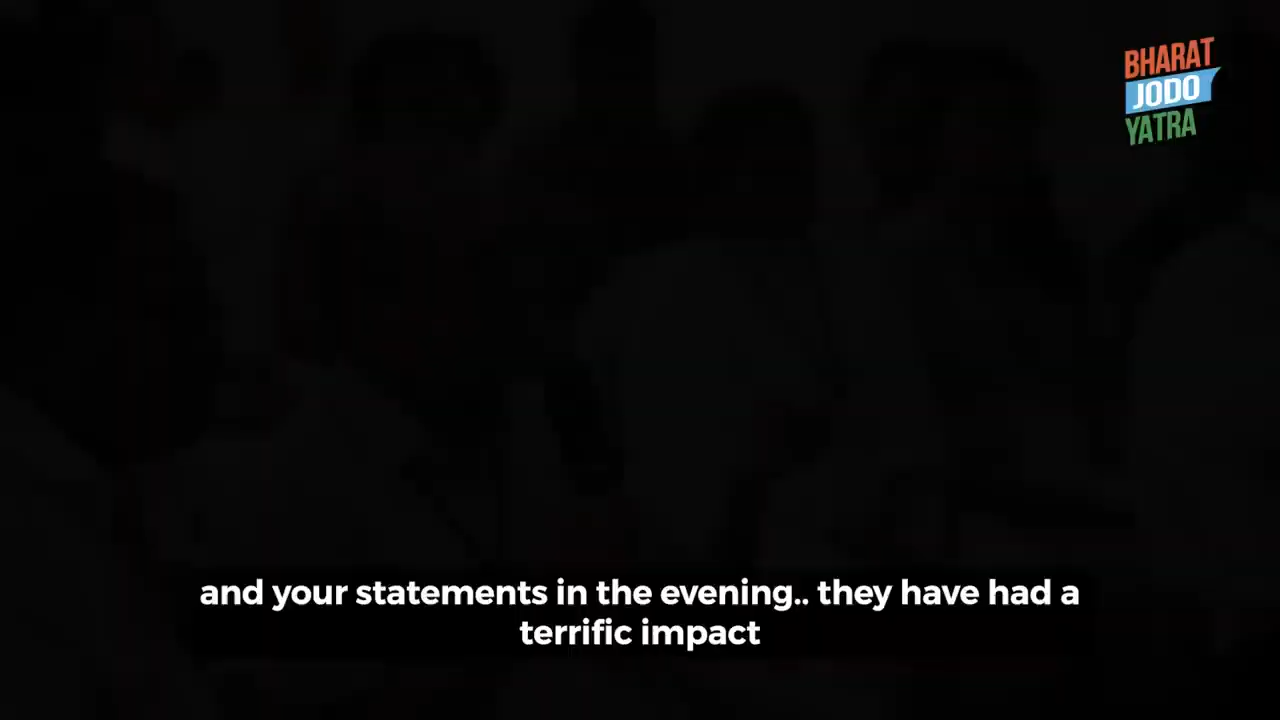 BHARAT
JODO
YATRA
and your statements in the evening.. they have had a
terrific impact